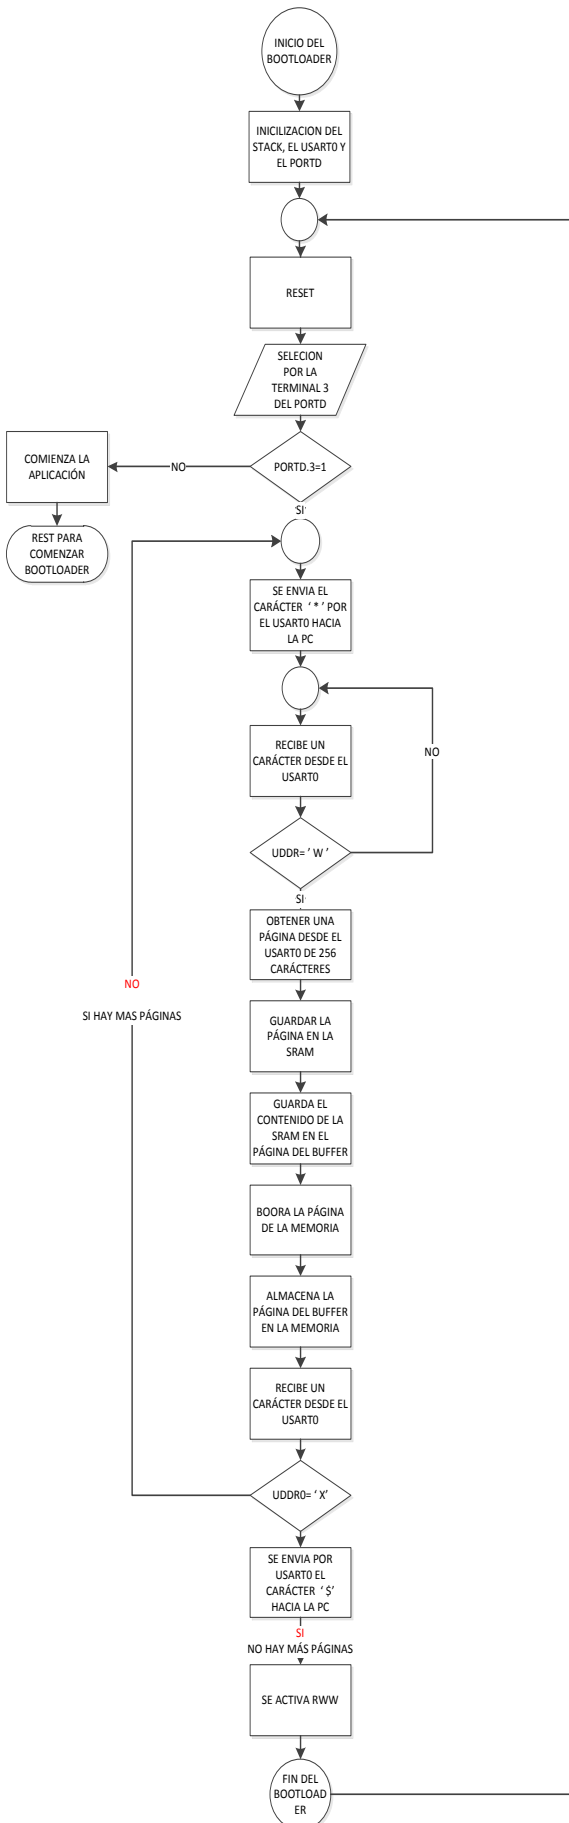 INICIO DEL
BOOTLOADER
INICILIZACION DEL
STACK, EL USART0 Y
EL PORTD
RESET
SELECION
POR LA
TERMINAL 3
DEL PORTD
PORTD.3=1
NO
COMIENZA LA
APLICACIÓN
REST PARA
COMENZAR
BOOTLOADER
SI
SE ENVIA EL
CARÁCTER ‘ * ’ POR
EL USART0 HACIA
LA PC
RECIBE UN
CARÁCTER DESDE EL
USART0
NO
UDDR= ’ W ’
SI
OBTENER UNA
PÁGINA DESDE EL
USART0 DE 256
CARÁCTERES
NO
SI HAY MAS PÁGINAS
GUARDAR LA
PÁGINA EN LA
SRAM
GUARDA EL
CONTENIDO DE LA
SRAM EN EL
PÁGINA DEL BUFFER
BOORA LA PÁGINA
DE LA MEMORIA
ALMACENA LA
PÁGINA DEL BUFFER
EN LA MEMORIA
RECIBE UN
CARÁCTER DESDE EL
USART0
UDDR0= ‘ X’
SE ENVIA POR
USART0 EL
CARÁCTER ‘ $’
HACIA LA PC
SI
NO HAY MÁS PÁGINAS
SE ACTIVA RWW
FIN DEL
BOOTLOAD
ER